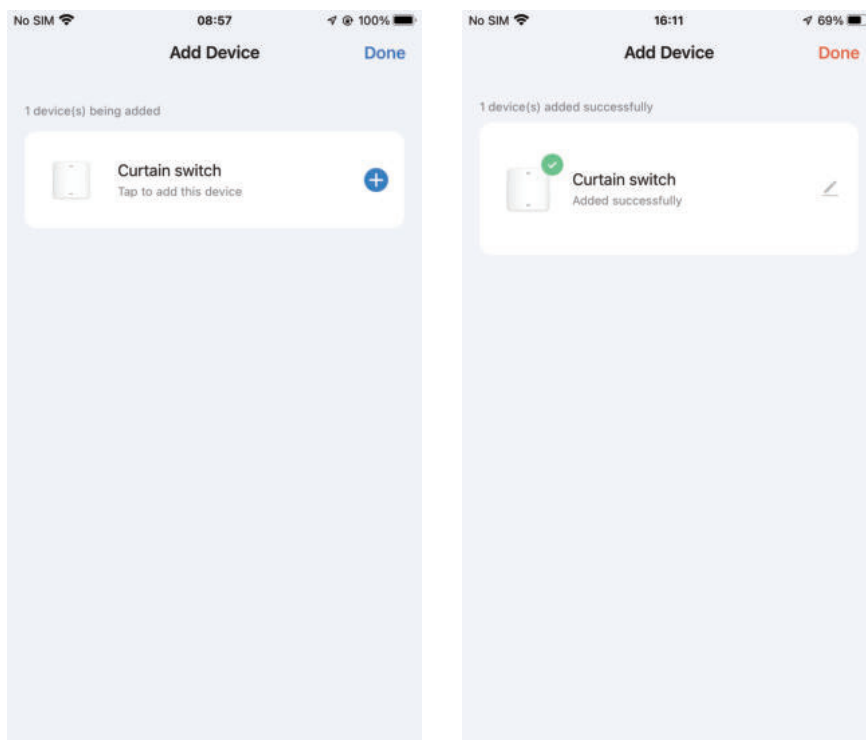 No SIM 08:57 100%
Add Device Done
1 device(s) being added
Curtain switch
Tap to add this device
No SIM 16:11 69%
Add Device Done
1 device(s) added successfully
Curtain switch
Added successfully